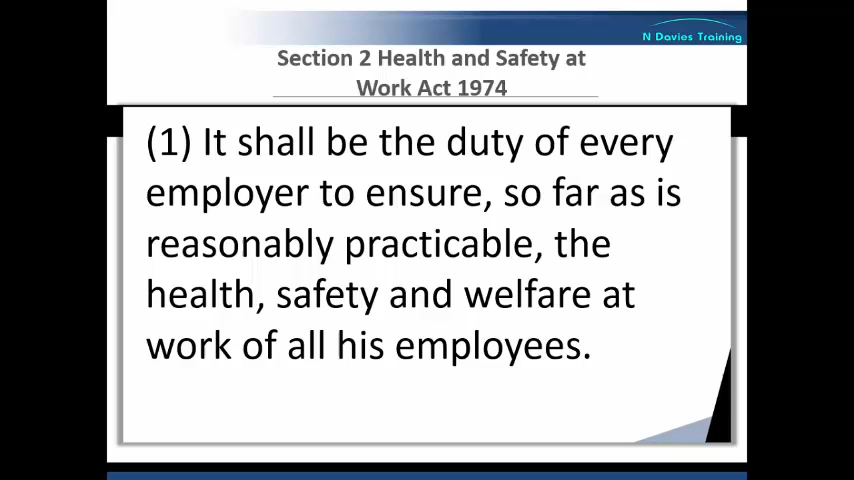 N Davies Training
Section 2 Health and Safety at
Work Act 1974
(1) It shall be the duty of every
employer to ensure, so far as is
reasonably practicable, the
health, safety and welfare at
work of all his employees.